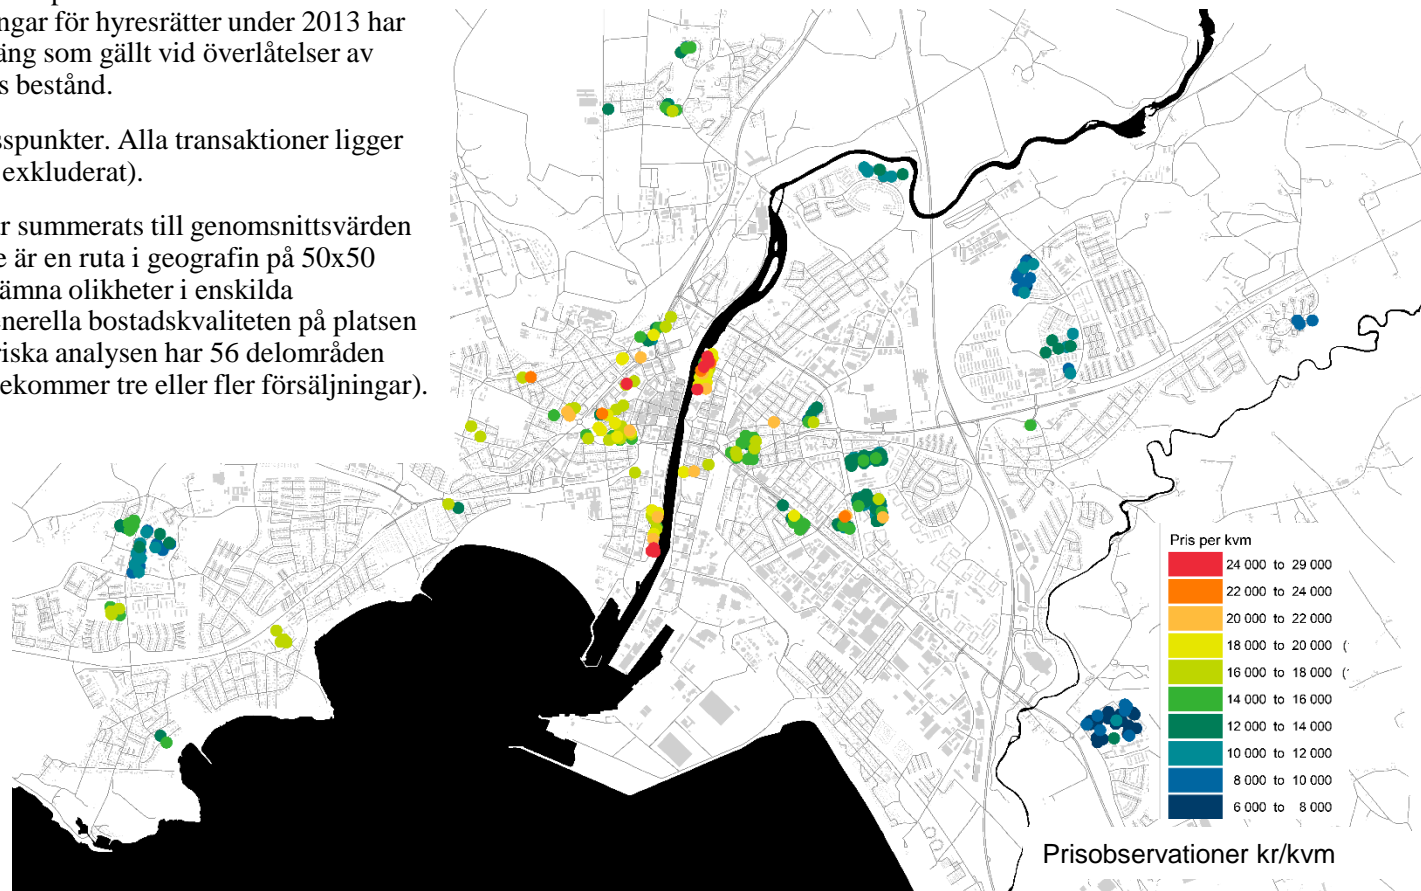 ngar för hyresrätter under 2013 har
äng som gällt vid överlåtelser av
s bestånd.
sspunkter. Alla transaktioner ligger
exkluderat).
r summerats till genomsnittsvärden
e är en ruta i geografin på 50x50
ämna olikheter i enskilda
enerella bostadskvaliteten på platsen
riska analysen har 56 delområden
ekommer tre eller fler försäljningar).
Pris per kvm
24 000 to 29 000
22 000 to 24 000
20 000 to 22 000
18 000 to 20 000 (
16 000 to 18 000 (
14 000 to 16 000
12 000 to 14 000
10 000 to 12 000
8 000 to 10 000
6 000 to 8 000
Prisobservationer kr/kvm